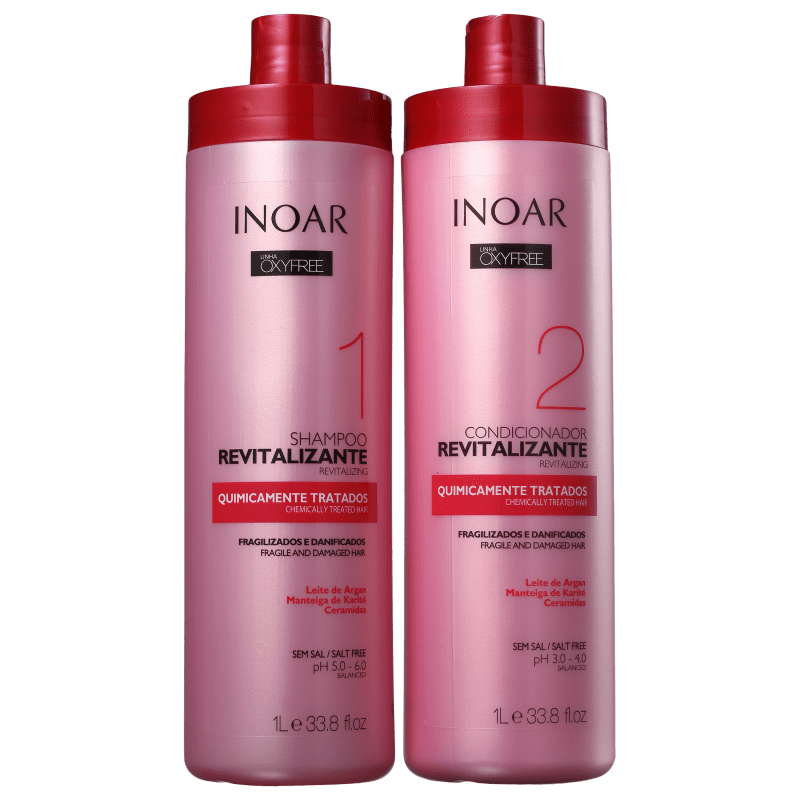 INOAR
LINHA
OXYFREE
1
SHAMPOO
REVITALIZANTE
REVITALIZING
QUIMICAMENTE TRATADOS
CHEMICALLY TREATED HAIR
FRAGILIZADOS E DANIFICADOS
FRAGILE AND DAMAGED HAIR
Leite de Argan
Manteiga de Karité
Ceramidas
SEM SAL / SALT FREE
pH 5.0 - 6.0
BALANCED
1L e 33.8 fl.oz
INOAR
LINHA
OXYFREE
2
CONDICIONADOR
REVITALIZANTE
REVITALIZING
QUIMICAMENTE TRATADOS
CHEMICALLY TREATED HAIR
FRAGILIZADOS E DANIFICADOS
FRAGILE AND DAMAGED HAIR
Leite de Argan
Manteiga de Karité
Ceramidas
SEM SAL / SALT FREE
pH 3.0 - 4.0
BALANCED
1L e 33.8 fl.oz